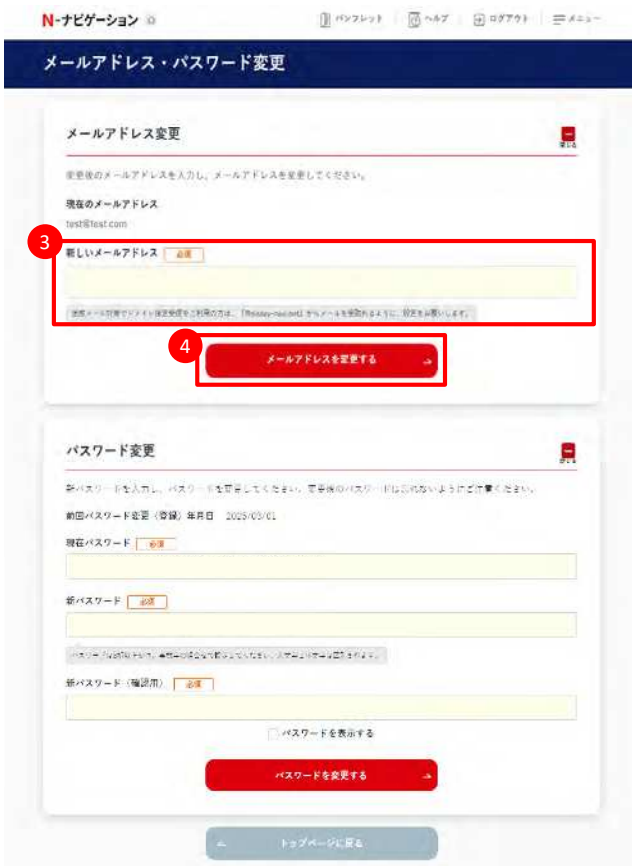 N-ナビゲーション
パンフレット ヘルプ ログアウト メニュー
メールアドレス・パスワード変更
メールアドレス変更
閉じる
変更後のメールアドレスを入力し、メールアドレスを変更してください。
現在のメールアドレス
test@test.com
3
新しいメールアドレス 必須
4
メールアドレスを変更する
パスワード変更
閉じる
新パスワードを入力し、パスワードを変更してください。変更後のパスワードは忘れないようにご注意ください。
前回パスワード変更（登録）年月日 2025/03/01
現在パスワード 必須
新パスワード 必須
新パスワード（確認用） 必須
パスワードを表示する
パスワードを変更する
トップページに戻る